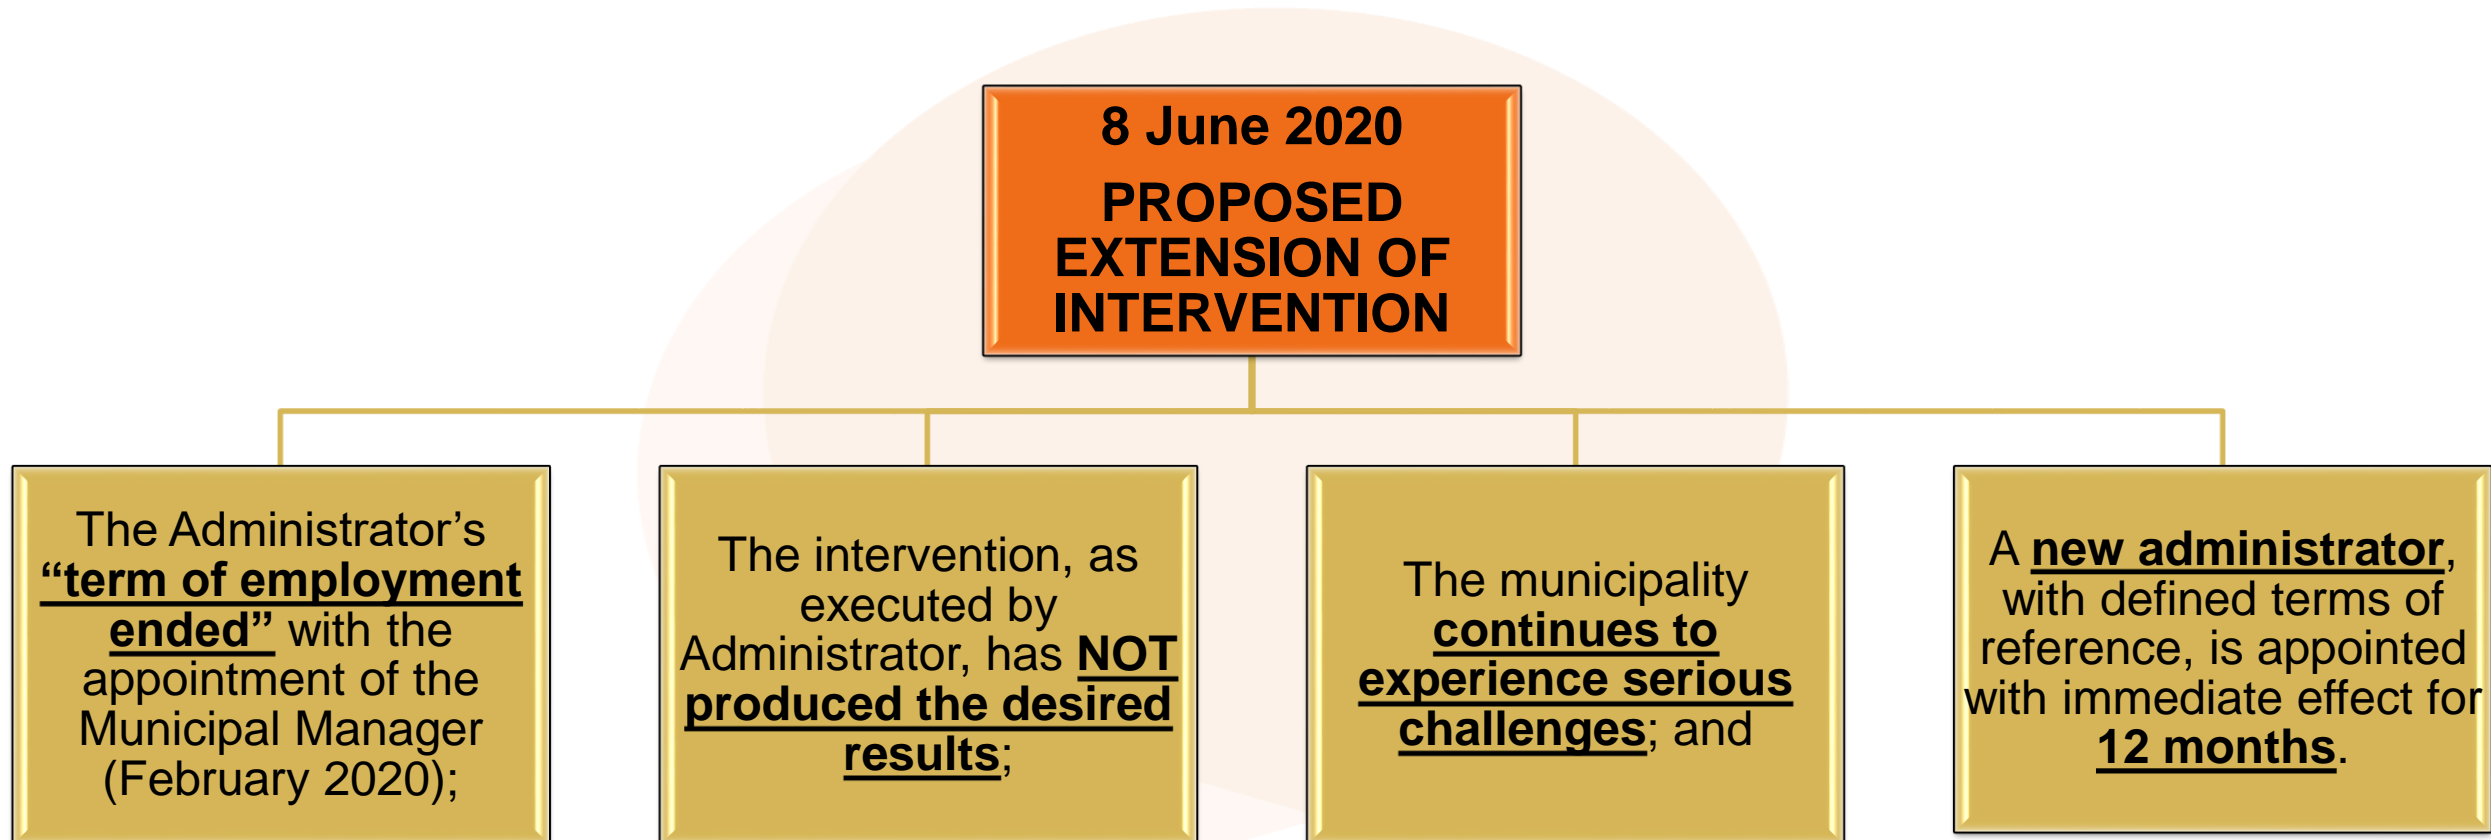 8 June 2020
PROPOSED
EXTENSION OF
INTERVENTION
The Administrator’s
“term of employment
ended” with the
appointment of the
Municipal Manager
(February 2020);
The intervention, as
executed by
Administrator, has NOT
produced the desired
results;
The municipality
continues to
experience serious
challenges; and
A new administrator,
with defined terms of
reference, is appointed
with immediate effect for
12 months.